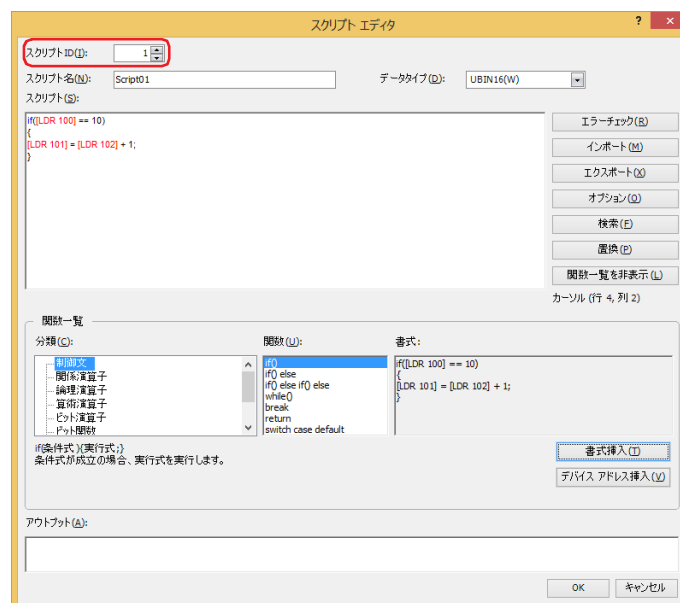 スクリプト エディタ
? ×
スクリプト ID(I): 1
スクリプト名(N): Script01 データタイプ(D): UBIN16(W)
スクリプト(S):
if([LDR 100] == 10)
{
[LDR 101] = [LDR 102] + 1;
}
エラーチェック(R)
インポート(M)
エクスポート(X)
オプション(O)
検索(F)
置換(P)
関数一覧を非表示(L)
カーソル (行 4, 列 2)
関数一覧
分類(C):
制御文
関係演算子
論理演算子
算術演算子
ビット演算子
ビット関数
関数(U):
if()
if() else
if() else if() else
while()
break
return
switch case default
書式:
if([LDR 100] == 10)
{
[LDR 101] = [LDR 102] + 1;
}
if(条件式){実行式;}
条件式が成立の場合、実行式を実行します。
書式挿入(T)
デバイス アドレス挿入(V)
アウトプット(A):
OK キャンセル